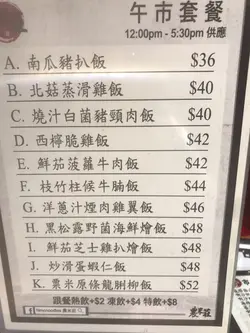 午市套餐
12:00pm - 5:30pm 供應
A. 南瓜豬扒飯 $36
B. 北菇蒸滑雞飯 $40
C. 燒汁白菌豬頸肉飯 $40
D. 西檸脆雞飯 $42
E. 鮮茄菠蘿牛肉飯 $42
F. 枝竹柱侯牛腩飯 $44
G. 洋蔥汁煙肉雞翼飯 $46
H. 黑松露野菌海鮮燴飯 $48
I. 鮮茄芝士雞扒燴飯 $48
J. 炒滑蛋蝦仁飯 $48
K. 粟米原條龍脷柳飯 $52
跟餐熱飲+$2 凍飲+$4 特飲+$8